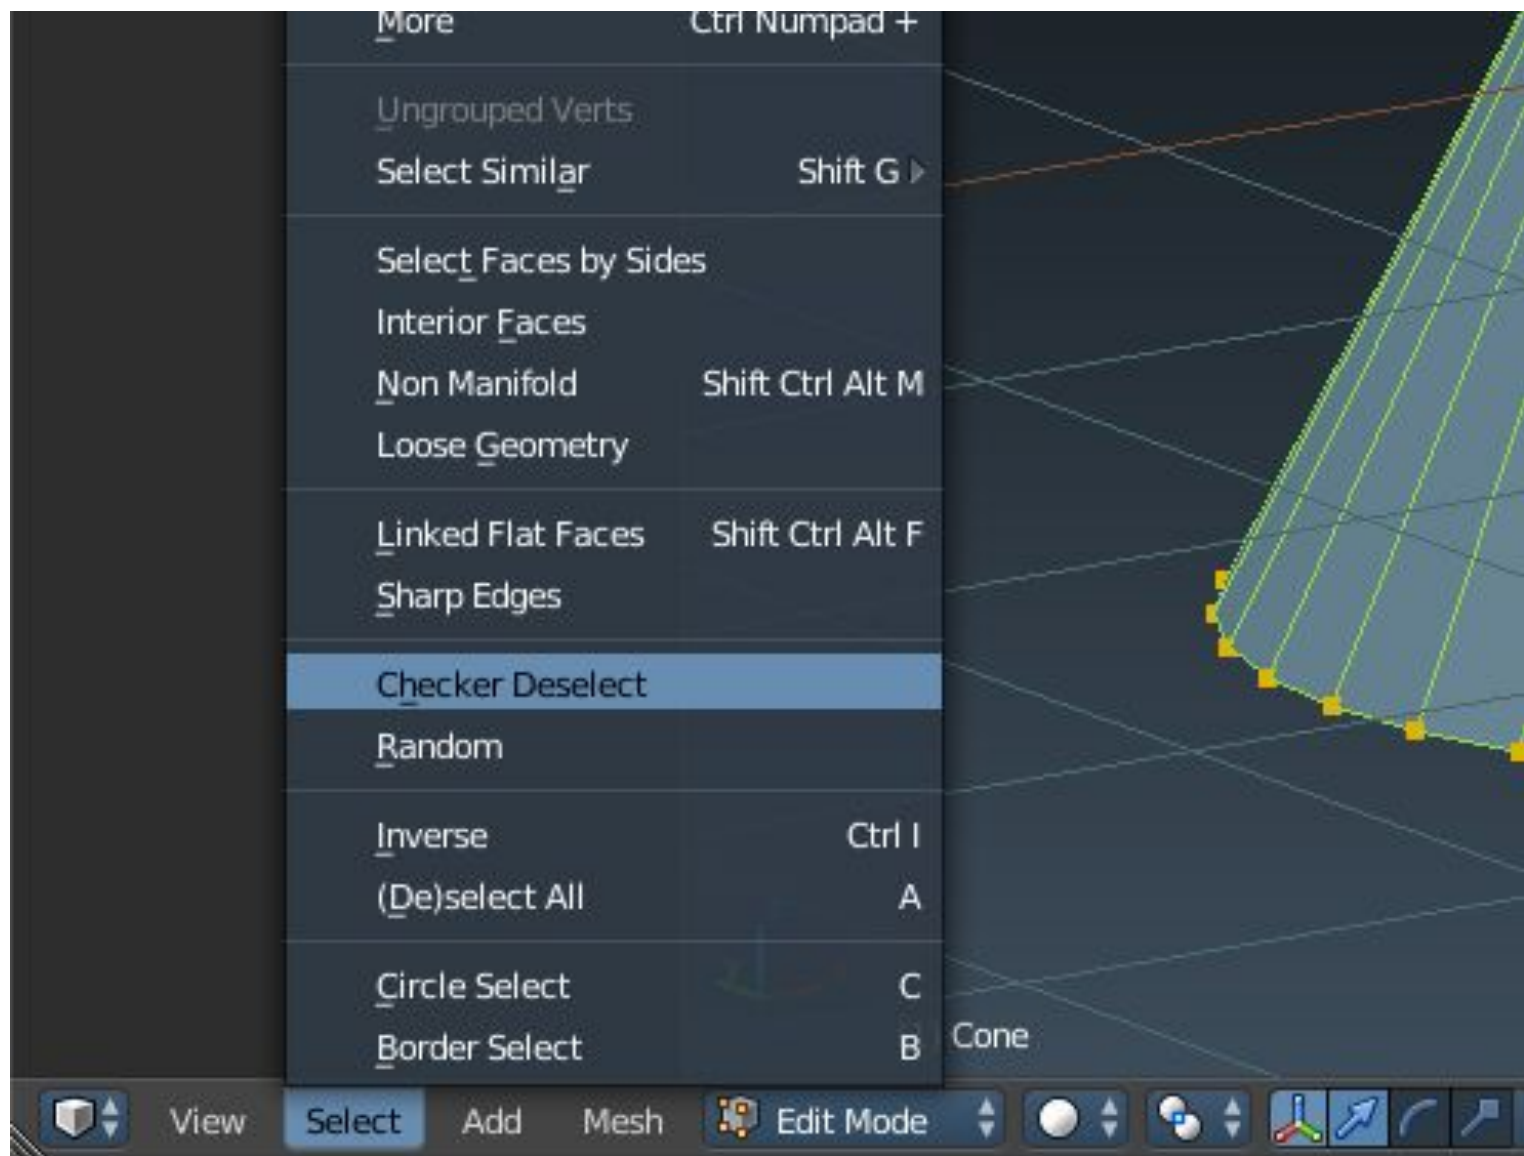 More Ctrl Numpad +
Ungrouped Verts
Select Similar Shift G
Select Faces by Sides
Interior Faces
Non Manifold Shift Ctrl Alt M
Loose Geometry
Linked Flat Faces Shift Ctrl Alt F
Sharp Edges
Checker Deselect
Random
Inverse Ctrl I
(De)select All A
Circle Select C
Border Select B
Cone
View Select Add Mesh Edit Mode